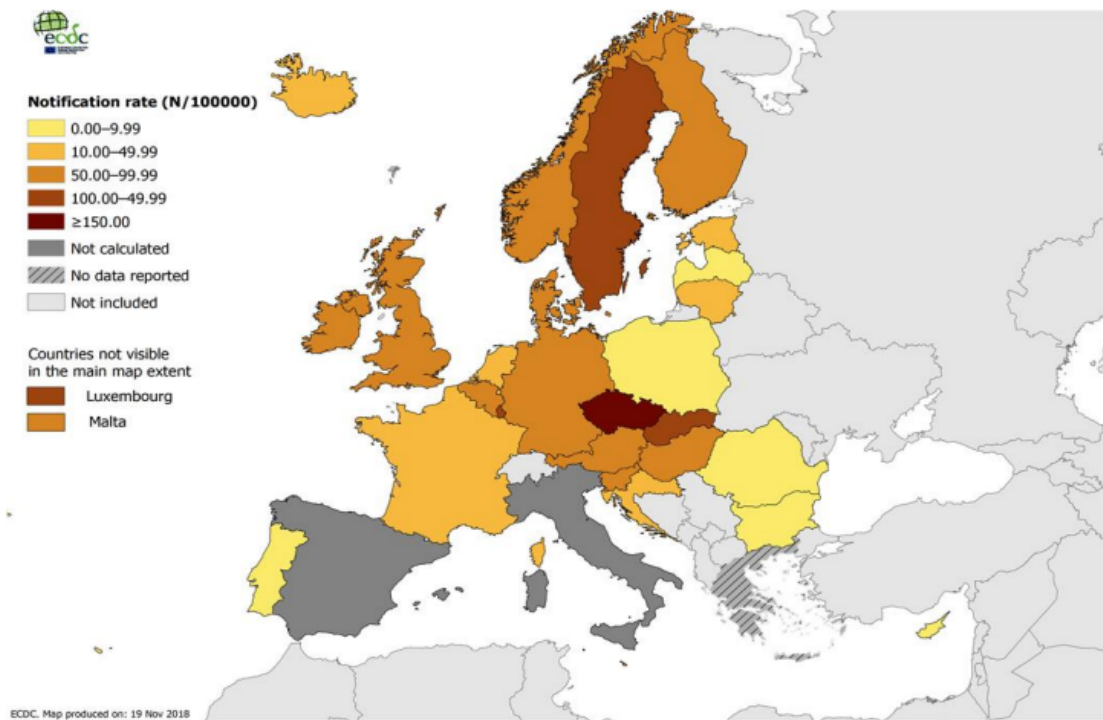 ecdc
Notification rate (N/100000)
0.00–9.99
10.00–49.99
50.00–99.99
100.00–49.99
≥150.00
Not calculated
No data reported
Not included
Countries not visible
in the main map extent
Luxembourg
Malta
ECDC. Map produced on: 19 Nov 2018